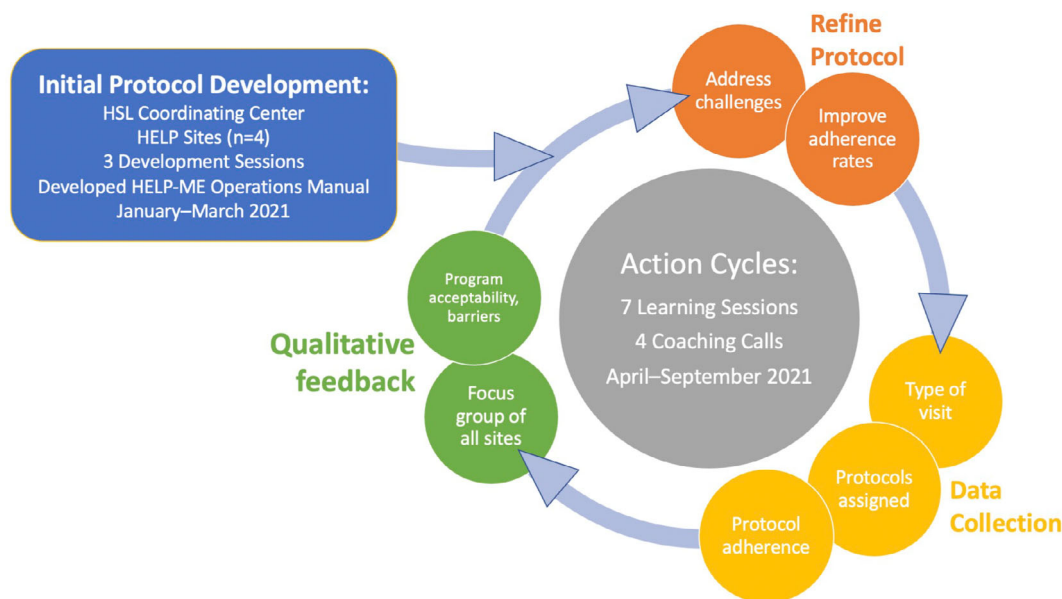 Initial Protocol Development:
HSL Coordinating Center
HELP Sites (n=4)
3 Development Sessions
Developed HELP-ME Operations Manual
January–March 2021
Refine
Protocol
Address
challenges
Improve
adherence
rates
Action Cycles:
7 Learning Sessions
4 Coaching Calls
April–September 2021
Program
acceptability,
barriers
Qualitative
feedback
Focus
group of
all sites
Type of
visit
Protocols
assigned
Protocol
adherence
Data
Collection